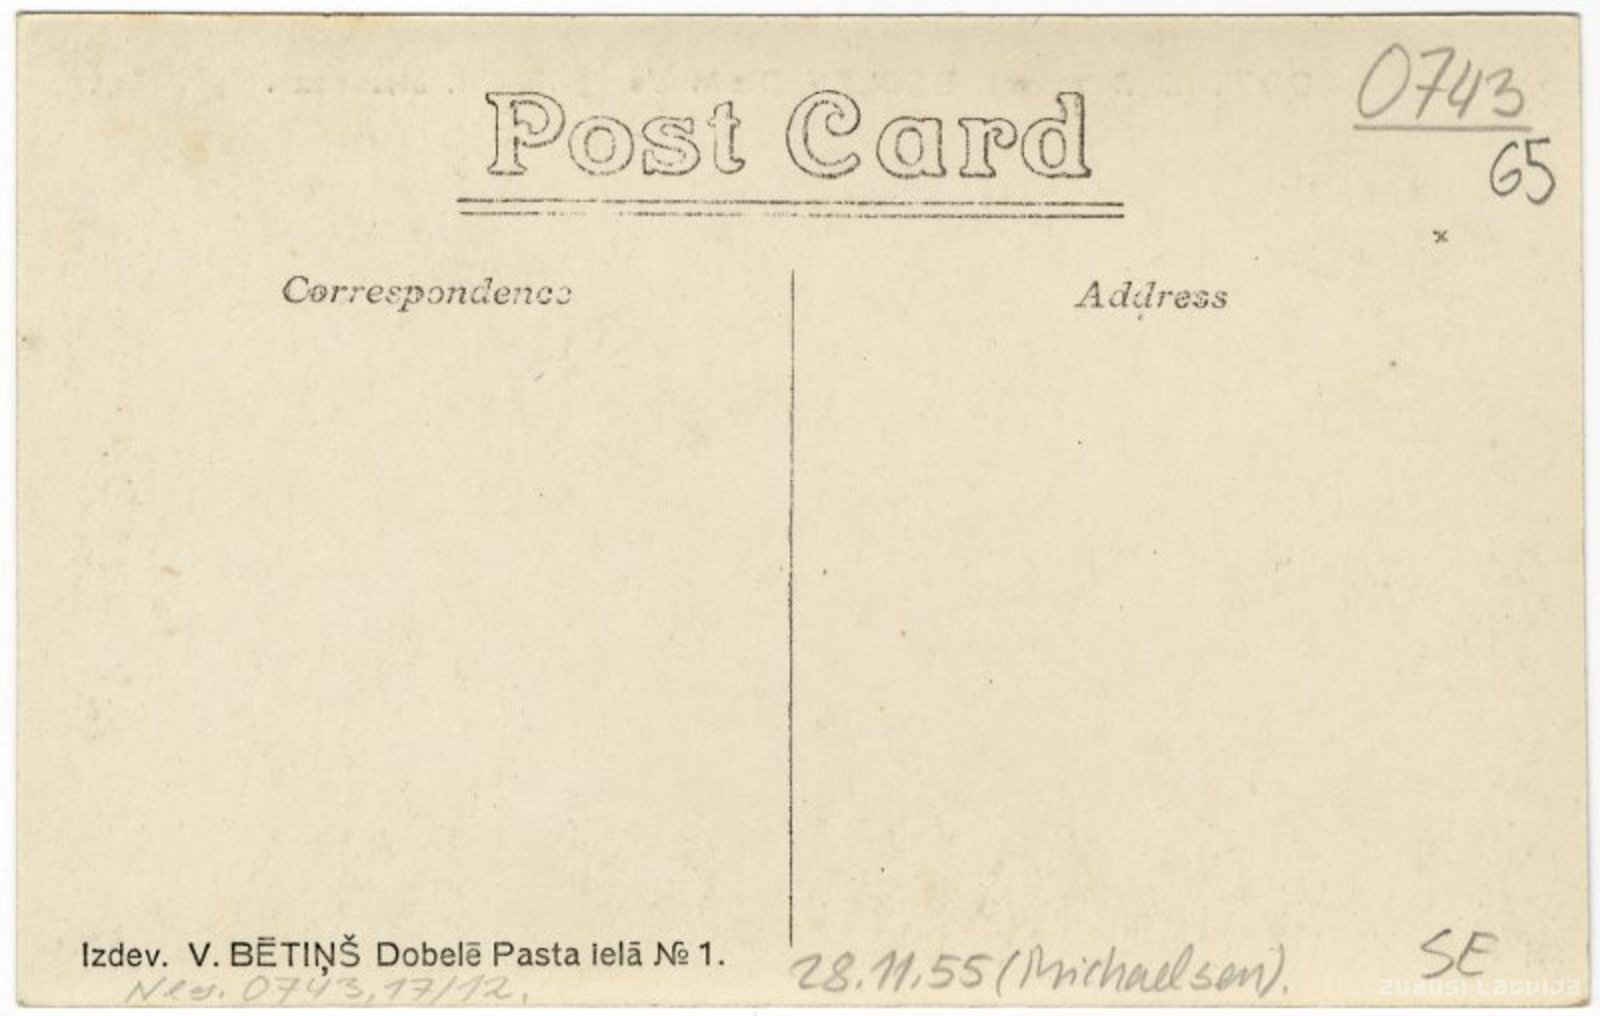 0743
65
Post Card
Correspondence
Address
Izdev. V. BĒTIŅŠ Dobelē Pasta ielā № 1.
Neg. 0743, 17/12.
28.11.55 (Michaelsen).
SE
zudusi Latvija